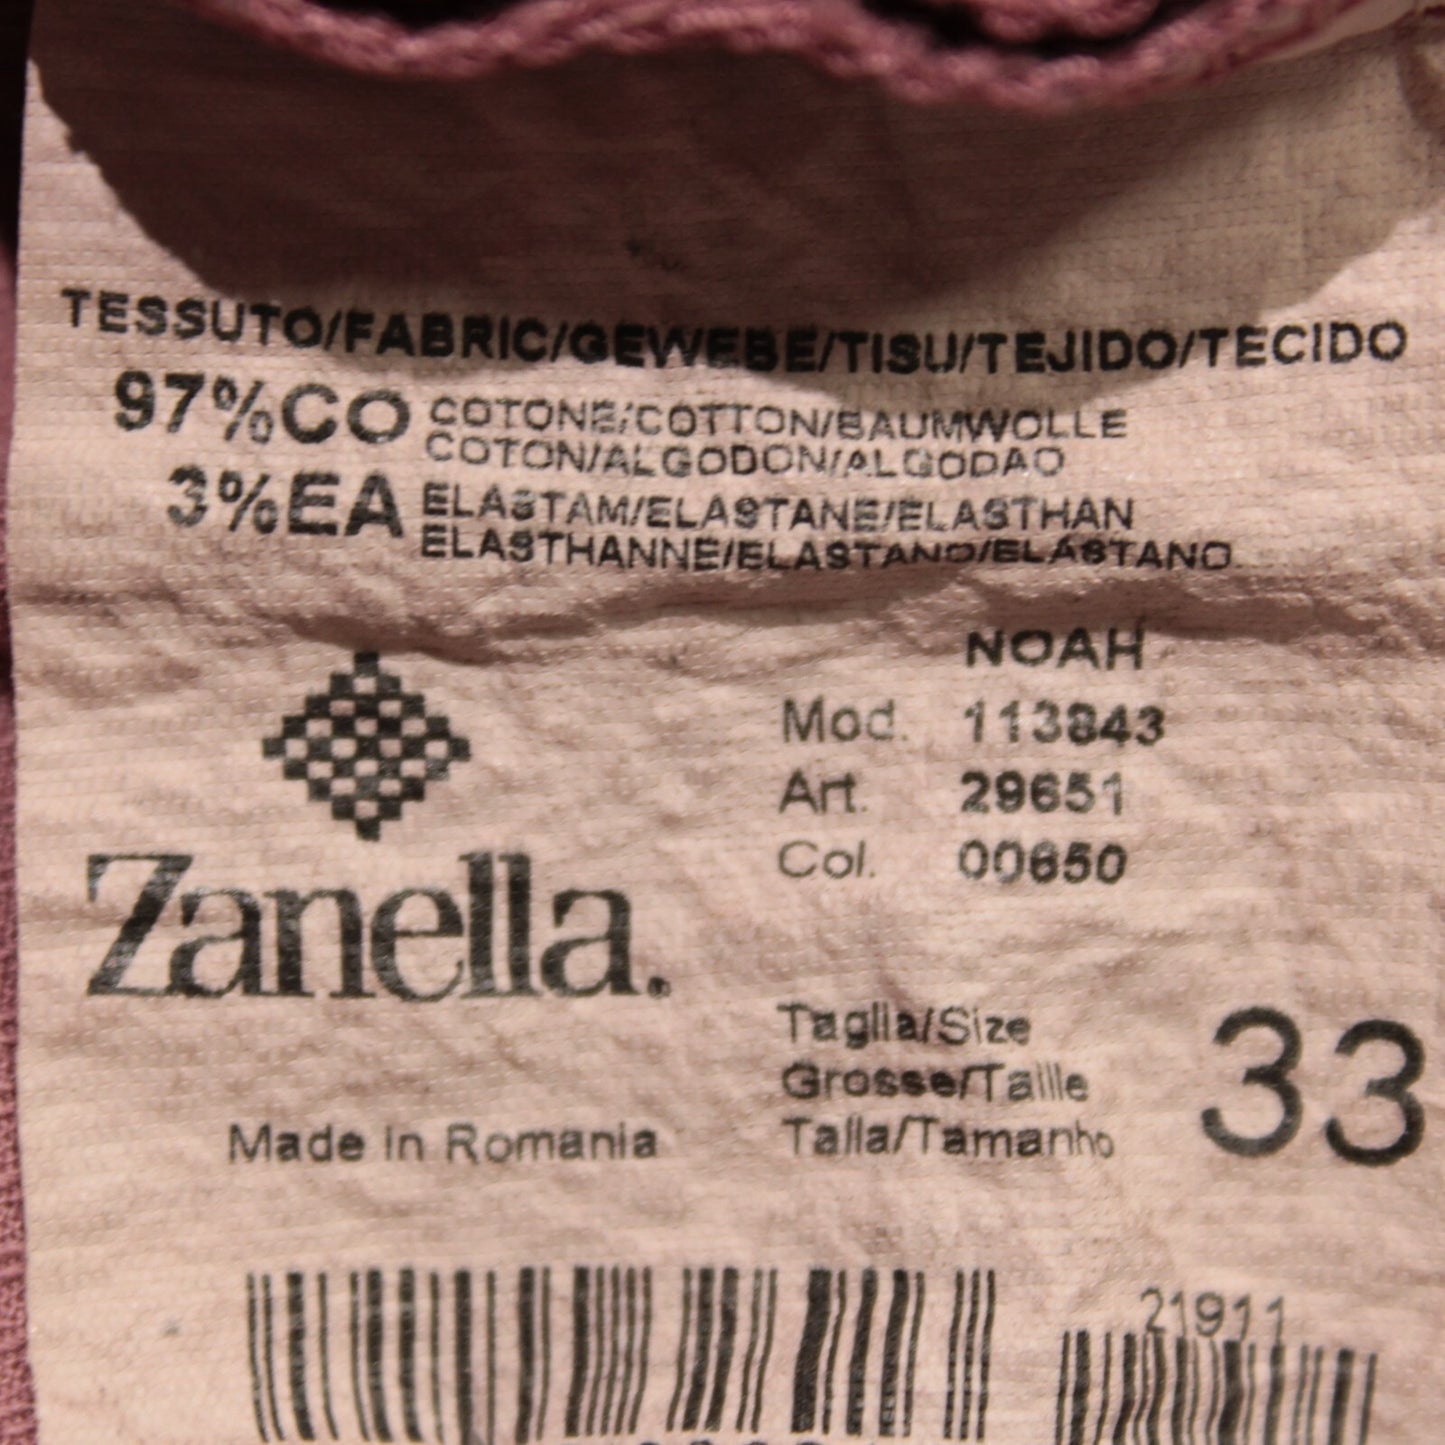 TESSUTO/FABRIC/GEWEBE/TISU/TEJIDO/TECIDO
97%CO COTONE/COTTON/BAUMWOLLE
COTON/ALGODON/ALGODAO
3%EA ELASTAM/ELASTANE/ELASTHAN
ELASTHANNE/ELASTANO/ELASTANO
NOAH
Mod. 113843
Art. 29651
Col. 00650
Zanella.
Taglia/Size
Grosse/Taille
Talla/Tamanho
33
Made in Romania
21911